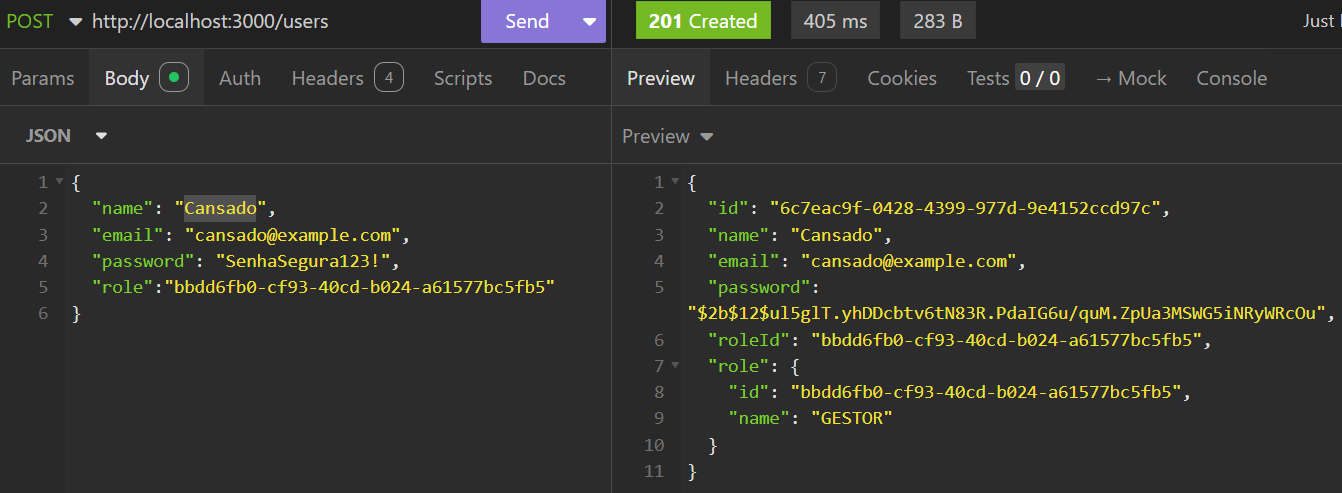 POST http://localhost:3000/users Send
201 Created 405 ms 283 B Just
Params Body Auth Headers 4 Scripts Docs
Preview Headers 7 Cookies Tests 0 / 0 → Mock Console
JSON
Preview
1 {
2 "name": "Cansado",
3 "email": "cansado@example.com",
4 "password": "SenhaSegura123!",
5 "role":"bbdd6fb0-cf93-40cd-b024-a61577bc5fb5"
6 }
1 {
2 "id": "6c7eac9f-0428-4399-977d-9e4152ccd97c",
3 "name": "Cansado",
4 "email": "cansado@example.com",
5 "password":
"$2b$12$ul5glT.yhDDcbtv6tN83R.PdaIG6u/quM.ZpUa3MSWG5iNRyWRcOu",
6 "roleId": "bbdd6fb0-cf93-40cd-b024-a61577bc5fb5",
7 "role": {
8 "id": "bbdd6fb0-cf93-40cd-b024-a61577bc5fb5",
9 "name": "GESTOR"
10 }
11 }